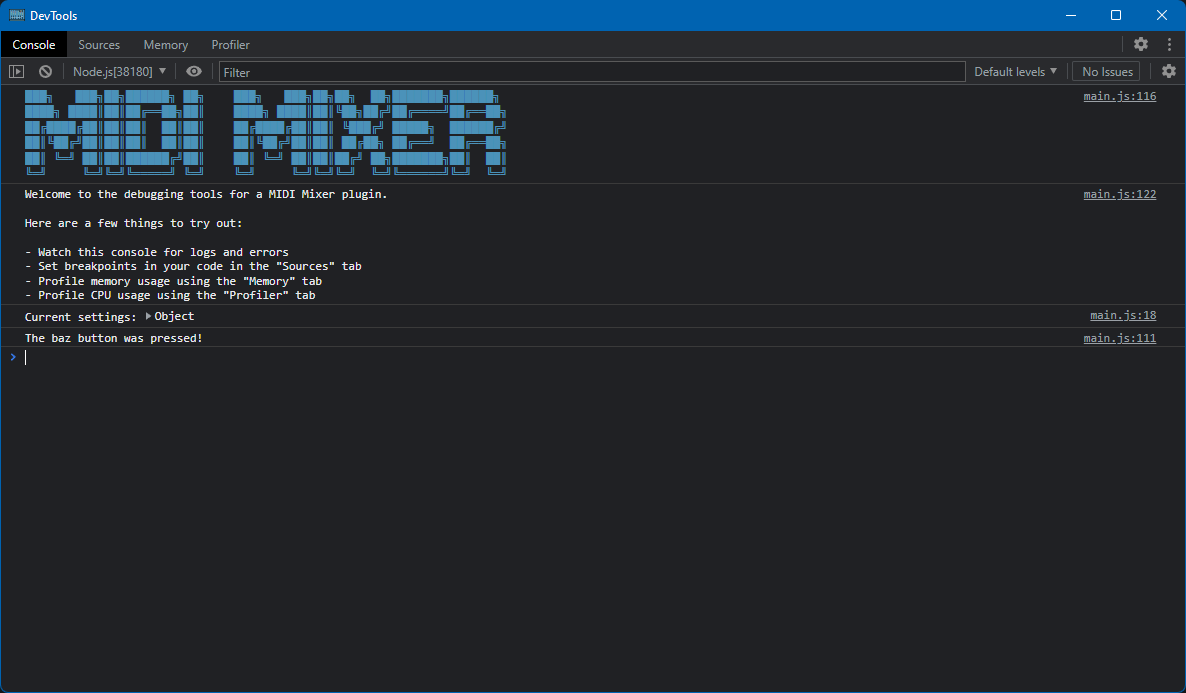 DevTools
Console Sources Memory Profiler
Node.js[38180] Filter Default levels No Issues
MIDI MIXER main.js:116
Welcome to the debugging tools for a MIDI Mixer plugin. main.js:122
Here are a few things to try out:
- Watch this console for logs and errors
- Set breakpoints in your code in the "Sources" tab
- Profile memory usage using the "Memory" tab
- Profile CPU usage using the "Profiler" tab
Current settings: Object main.js:18
The baz button was pressed! main.js:111